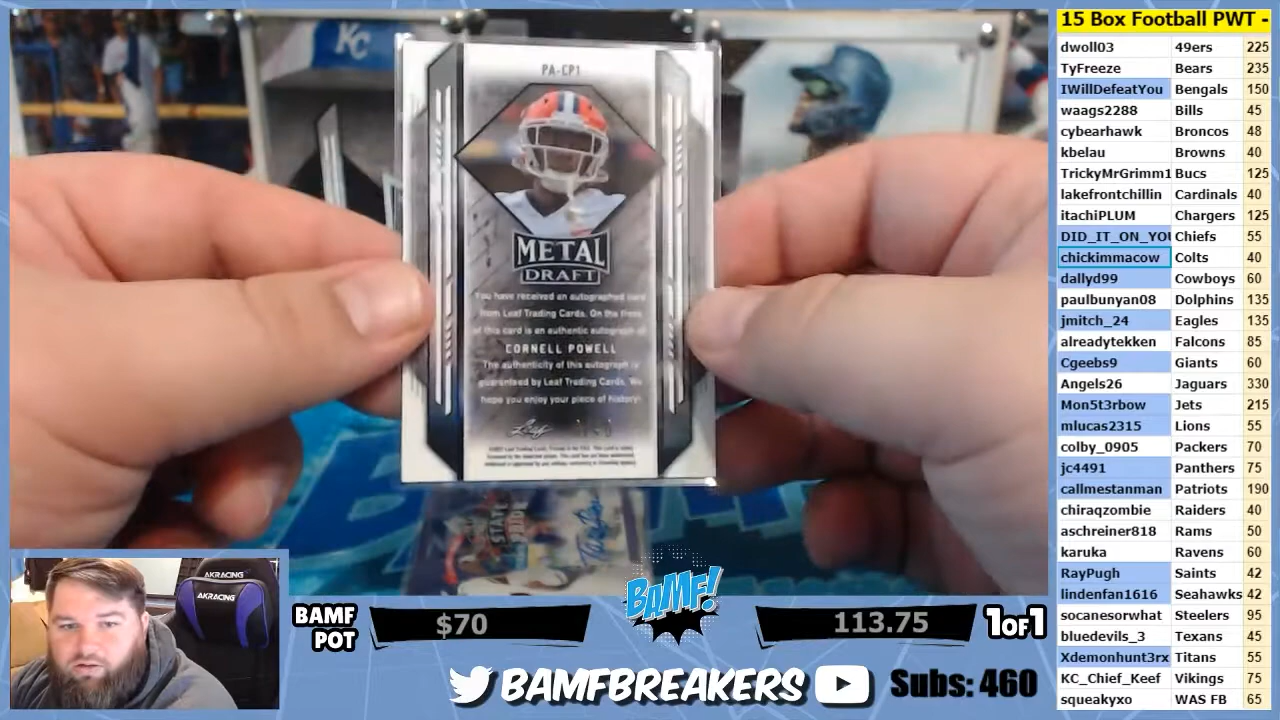 KC
PA-CP1
METAL
DRAFT
You have received an autographed card
from Leaf Trading Cards. On the front
of this card is an authentic autograph of
CORNELL POWELL
The authenticity of this autograph is
guaranteed by Leaf Trading Cards. We
hope you enjoy your piece of history!
Leaf
STATE
PRIDE
15 Box Football PWT -
dwoll03 49ers 225
TyFreeze Bears 235
IWillDefeatYou Bengals 150
waags2288 Bills 45
cybearhawk Broncos 48
kbelau Browns 40
TrickyMrGrimm1 Bucs 125
lakefrontchillin Cardinals 40
itachiPLUM Chargers 125
DID_IT_ON_YOU Chiefs 55
chickimmacow Colts 40
dallyd99 Cowboys 60
paulbunyan08 Dolphins 135
jmitch_24 Eagles 135
alreadytekken Falcons 85
Cgeebs9 Giants 60
Angels26 Jaguars 330
Mon5t3rbow Jets 215
mlucas2315 Lions 55
colby_0905 Packers 70
jc4491 Panthers 75
callmestanman Patriots 190
chiraqzombie Raiders 40
aschreiner818 Rams 50
karuka Ravens 60
RayPugh Saints 42
lindenfan1616 Seahawks 42
socanesorwhat Steelers 95
bluedevils_3 Texans 45
Xdemonhunt3rx Titans 55
KC_Chief_Keef Vikings 75
squeakyxo WAS FB 65
AKRACING
AKRACING
BAMF
POT
$70
BAMF!
113.75
1OF1
BAMFBREAKERS
Subs: 460